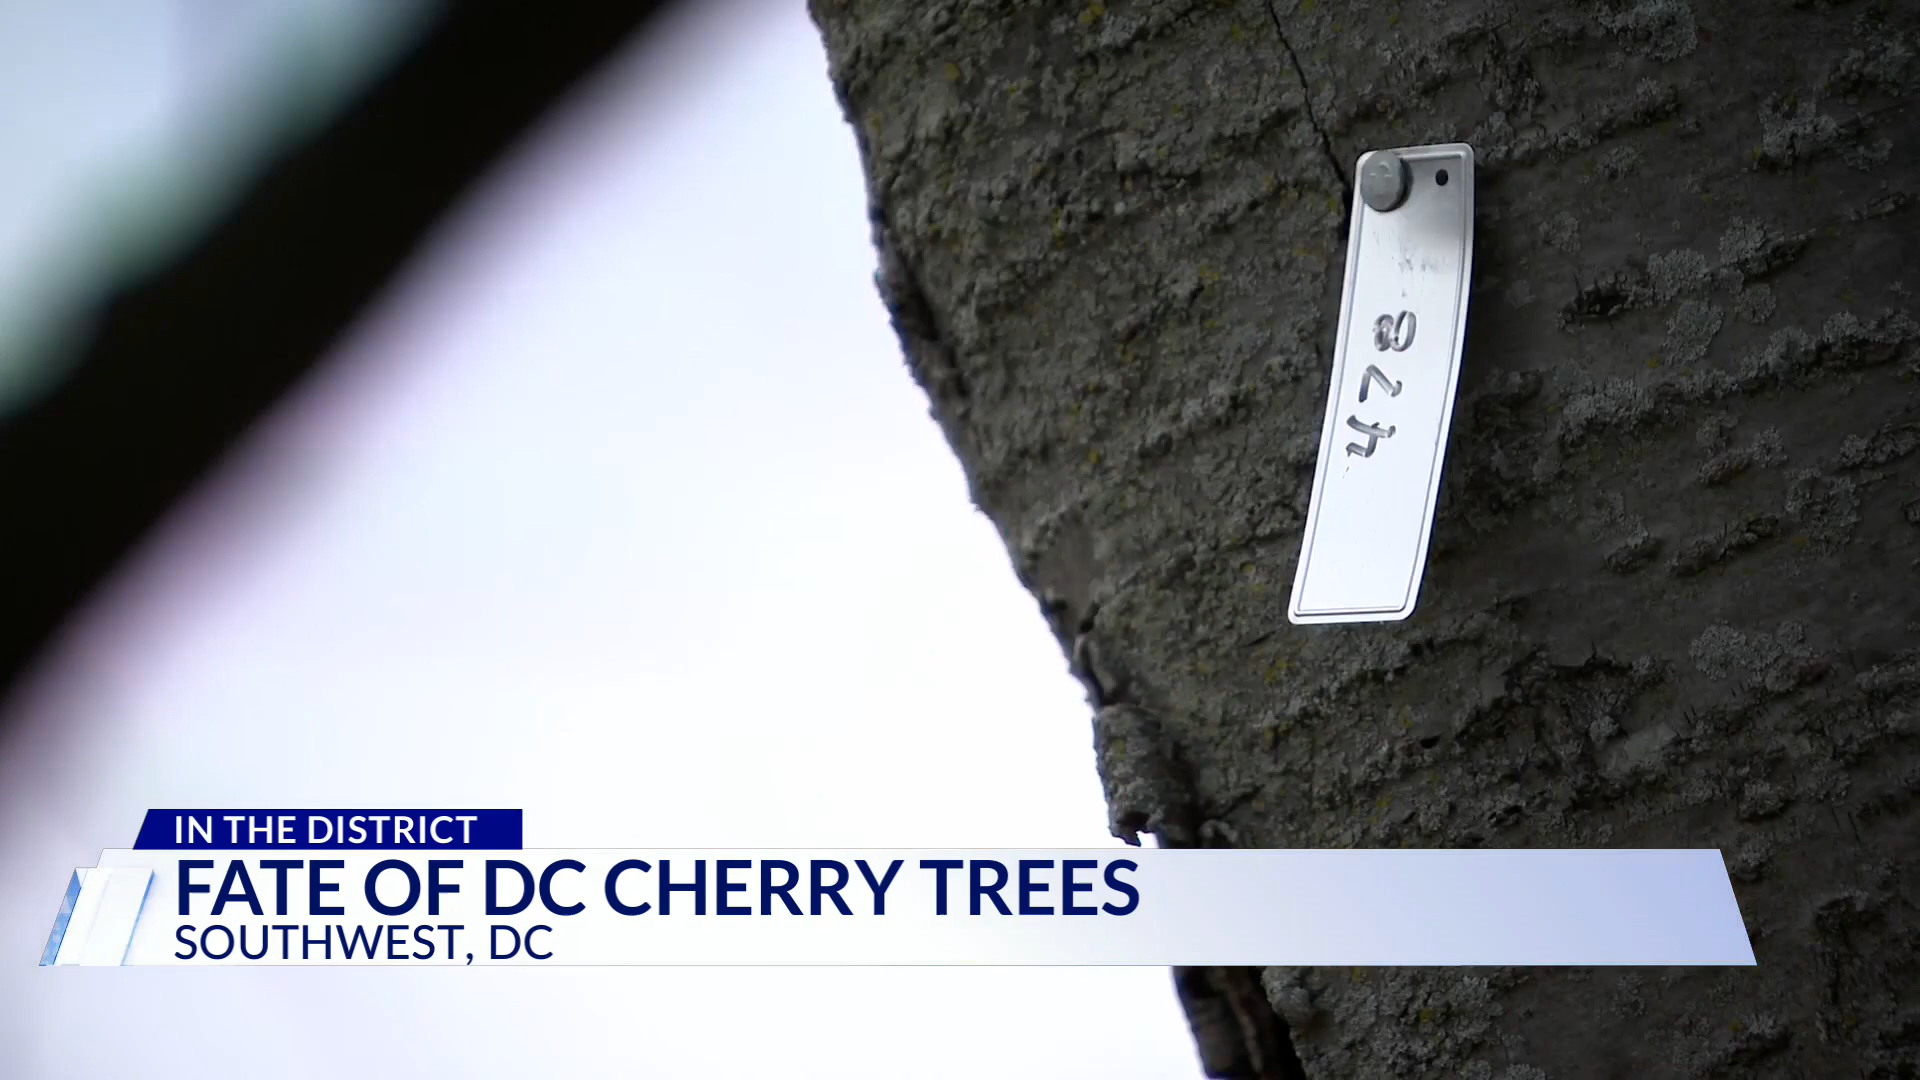 478
IN THE DISTRICT
FATE OF DC CHERRY TREES
SOUTHWEST, DC